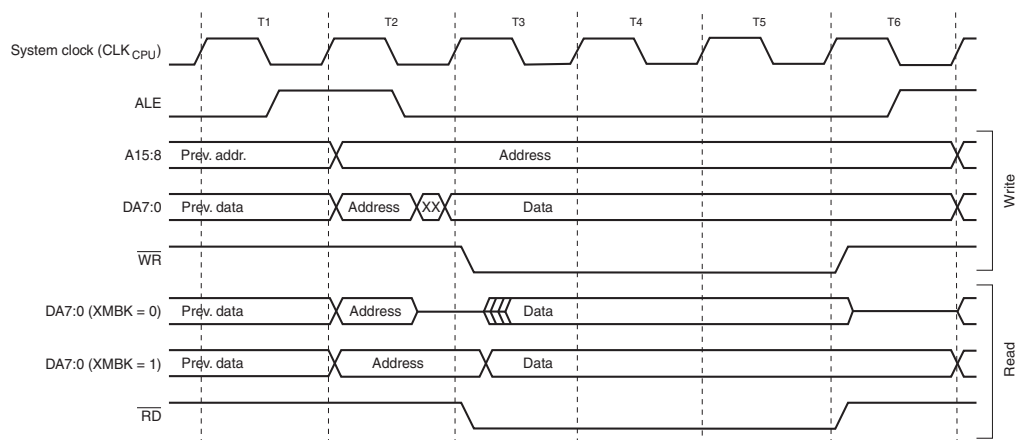 T1 T2 T3 T4 T5 T6
System clock (CLK CPU)
ALE
A15:8 Prev. addr. Address
DA7:0 Prev. data Address XX Data
WR
Write
DA7:0 (XMBK = 0) Prev. data Address Data
DA7:0 (XMBK = 1) Prev. data Address Data
RD
Read